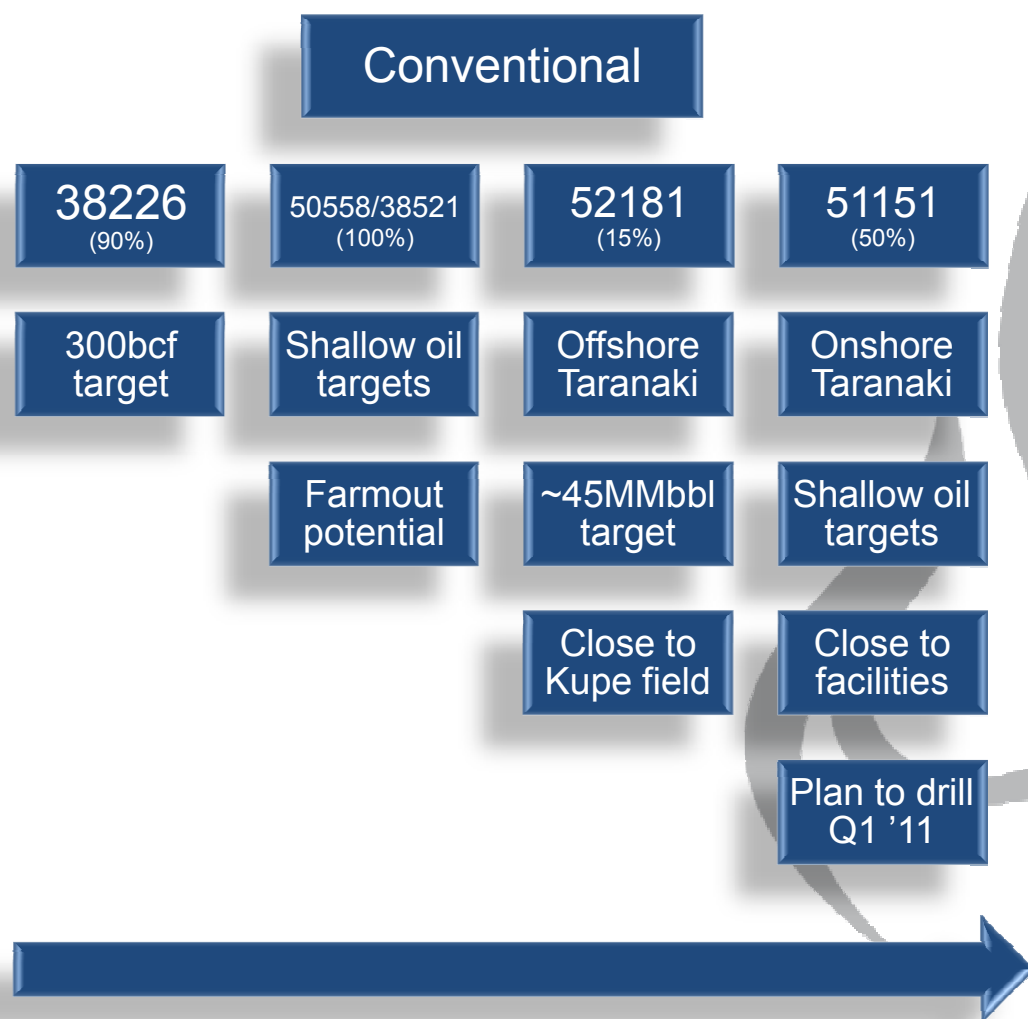 Conventional
38226
(90%)
50558/38521
(100%)
52181
(15%)
51151
(50%)
300bcf
target
Shallow oil
targets
Offshore
Taranaki
Onshore
Taranaki
Farmout
potential
~45MMbbl
target
Shallow oil
targets
Close to
Kupe field
Close to
facilities
Plan to drill
Q1 ’11